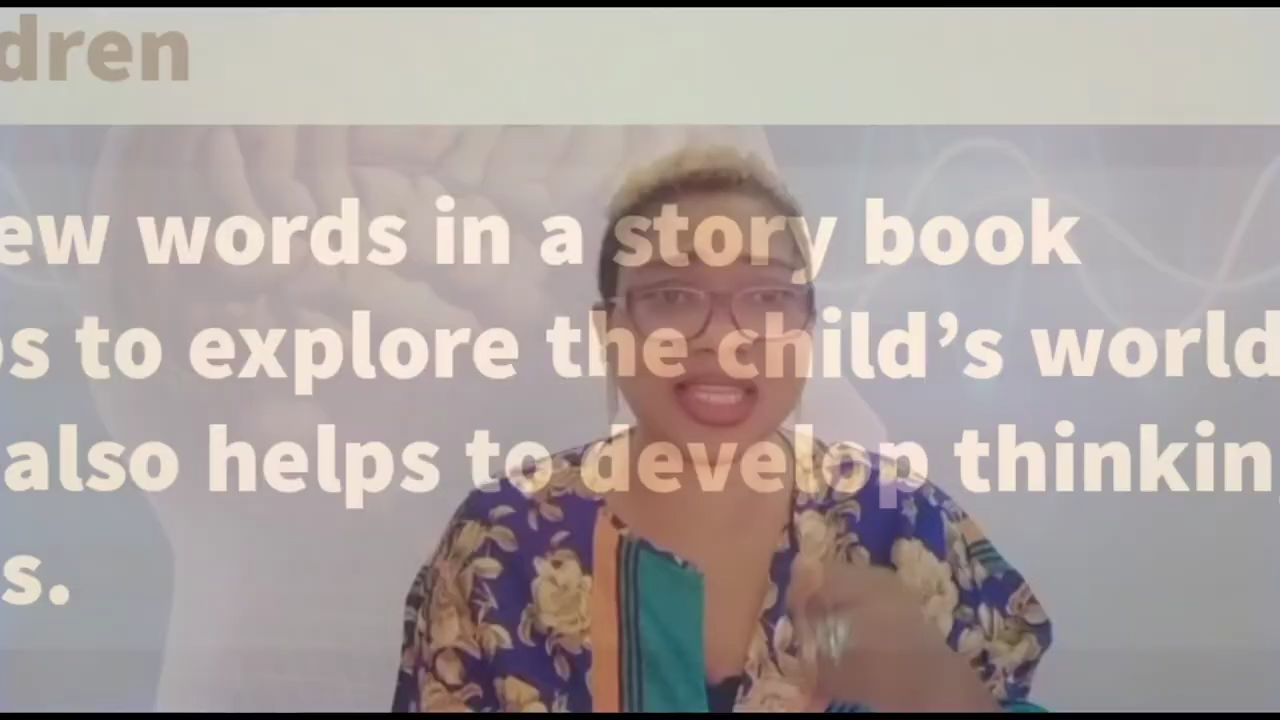 dren
ew words in a story book
s to explore the child's world
also helps to develop thinkin
s.